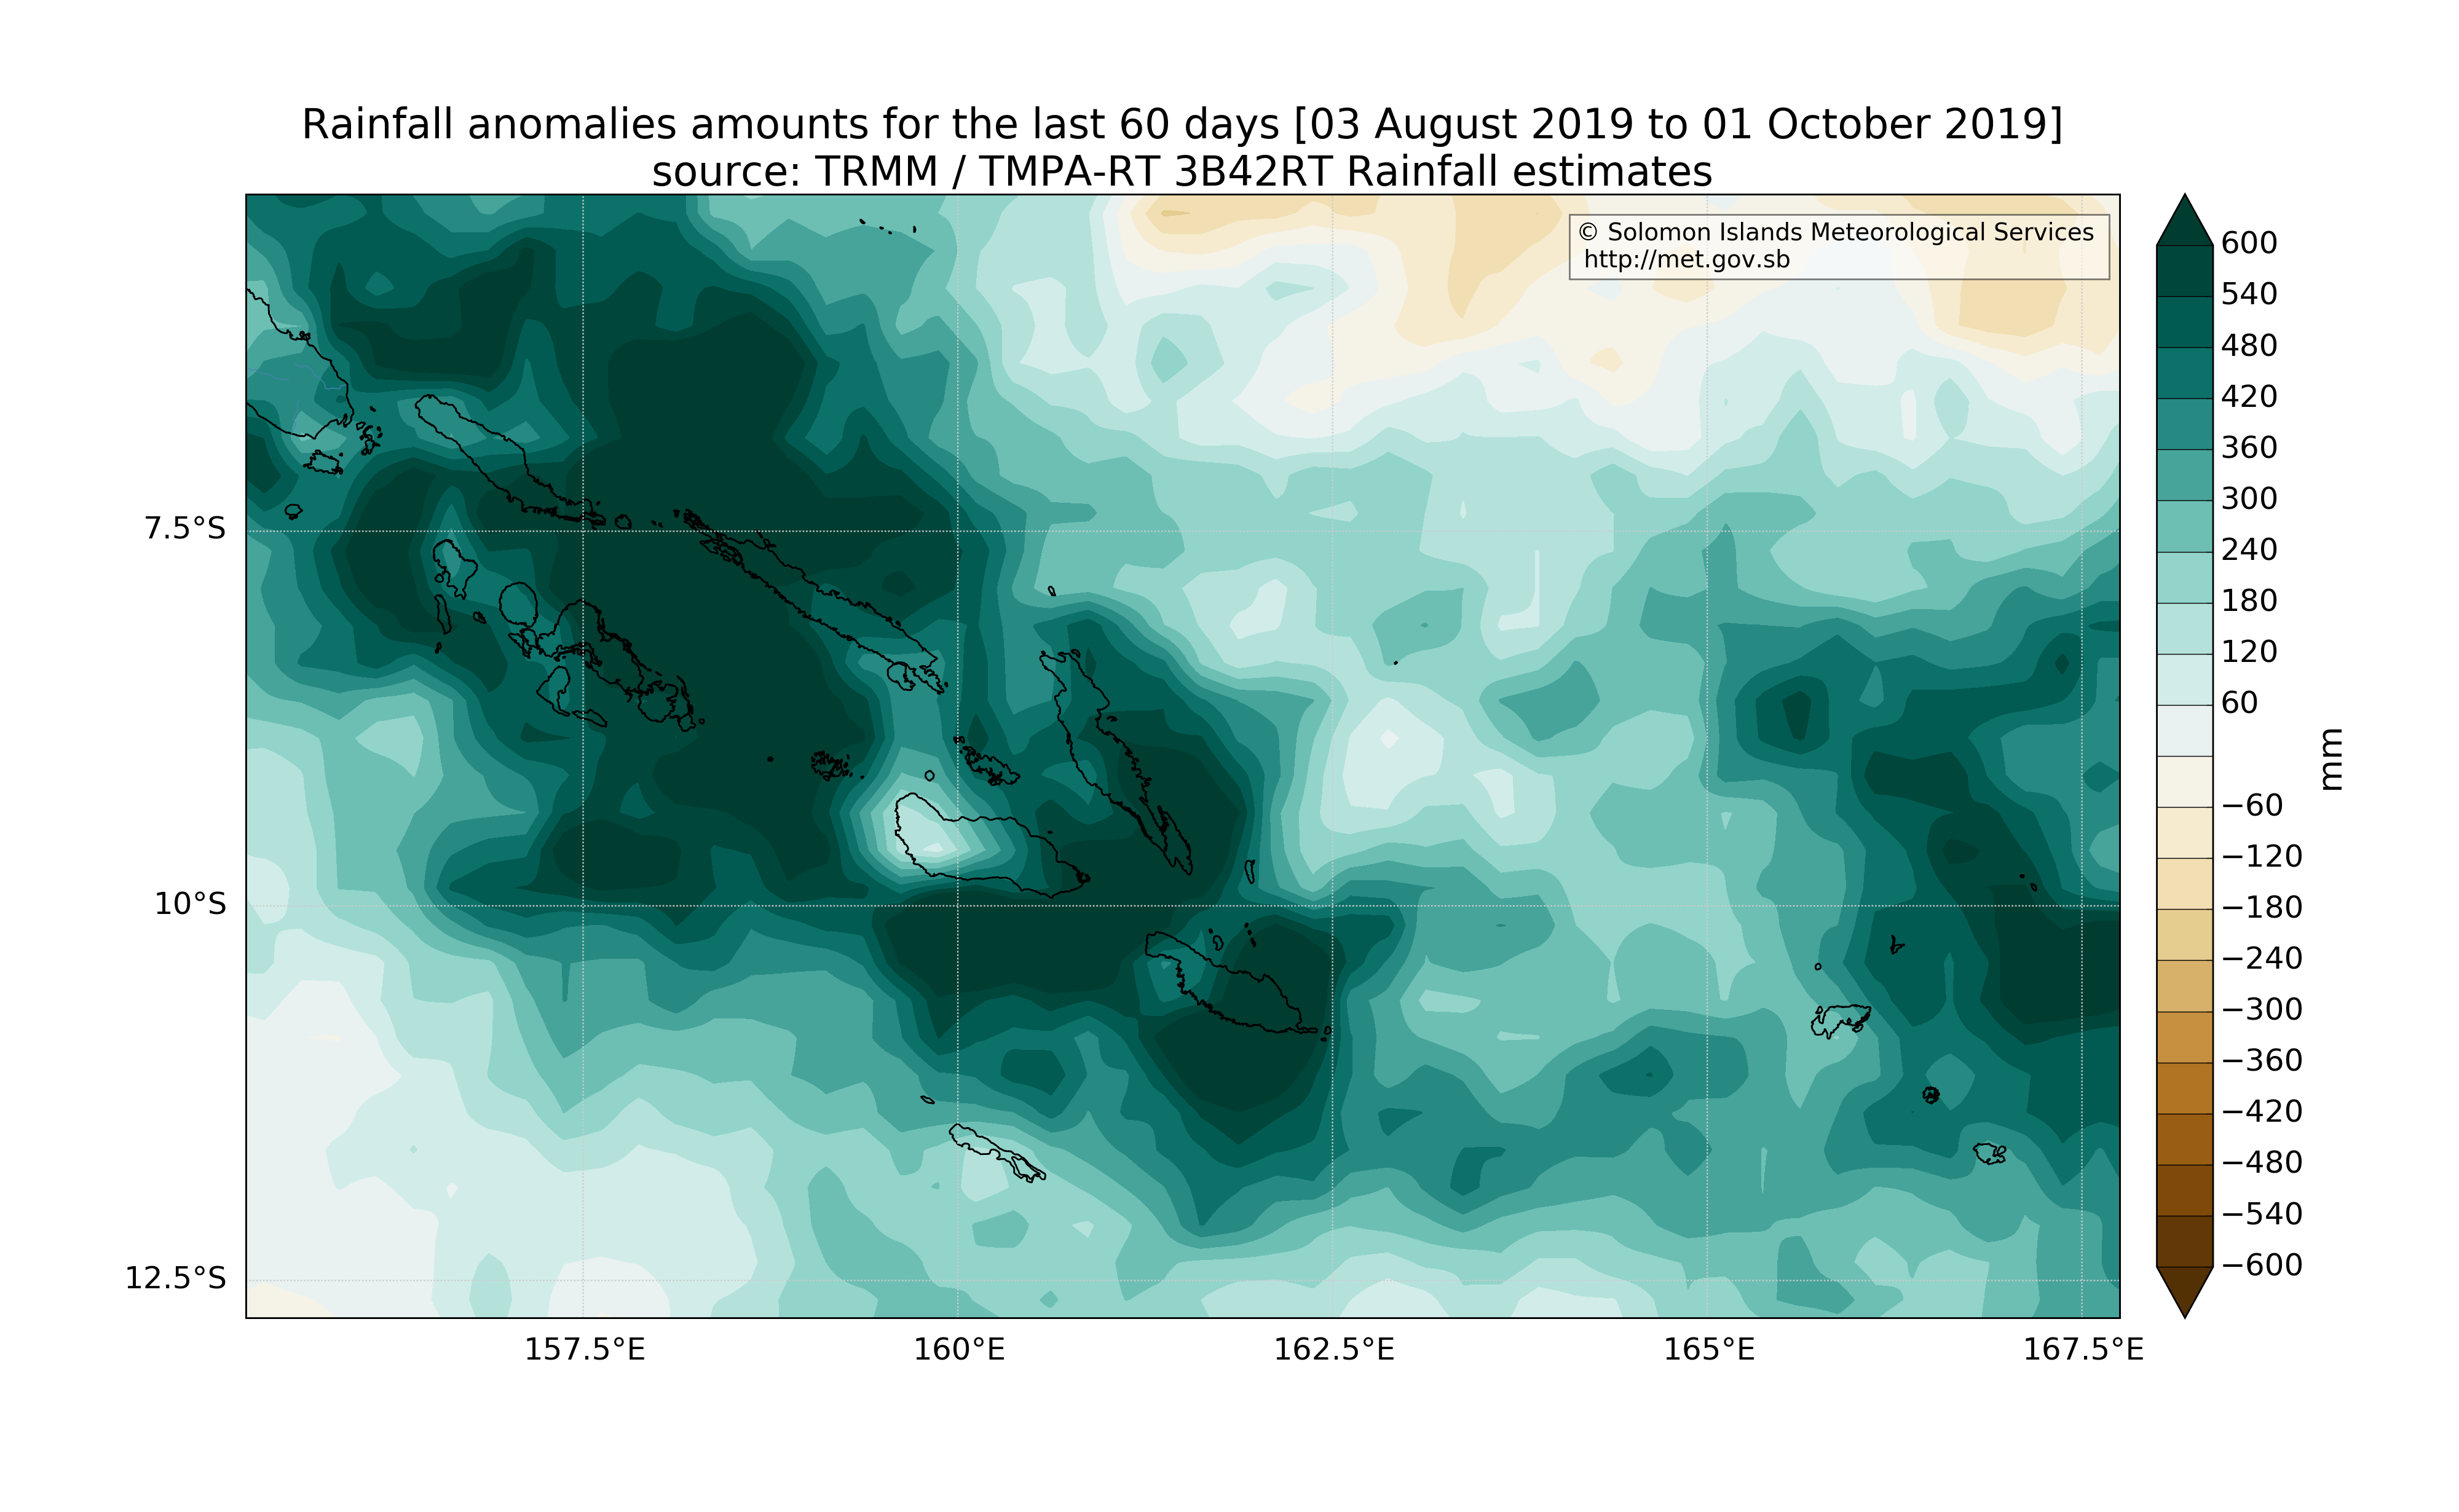 Rainfall anomalies amounts for the last 60 days [03 August 2019 to 01 October 2019]
source: TRMM / TMPA-RT 3B42RT Rainfall estimates
© Solomon Islands Meteorological Services
http://met.gov.sb
7.5°S
10°S
12.5°S
157.5°E
160°E
162.5°E
165°E
167.5°E
600
540
480
420
360
300
240
180
120
60
−60
−120
−180
−240
−300
−360
−420
−480
−540
−600
mm